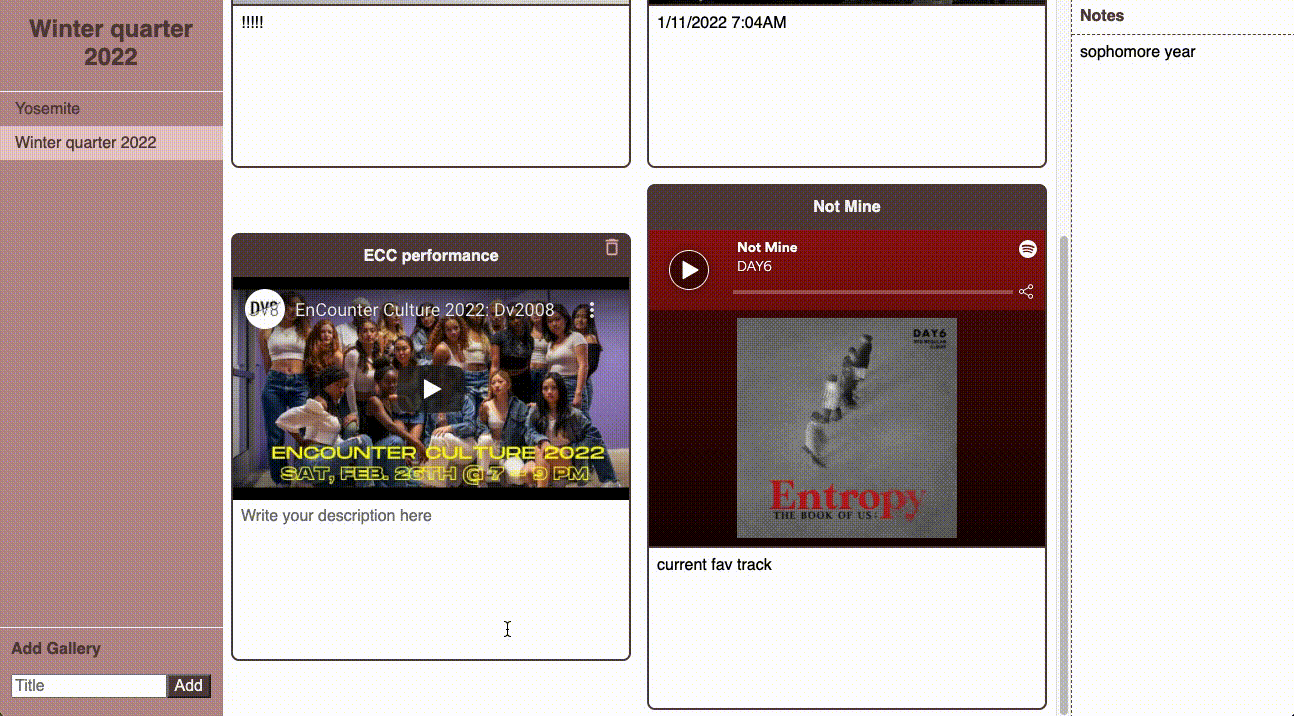 Winter quarter
2022
Yosemite
Winter quarter 2022
Add Gallery
Title
Add
!!!!!
1/11/2022 7:04AM
ECC performance
DV8
EnCounter Culture 2022: Dv2008
ENCOUNTER CULTURE 2022
SAT, FEB. 26TH @ 7 - 9 PM
Write your description here
Not Mine
Not Mine
DAY6
DAY6
Entropy
THE BOOK OF US:
current fav track
Notes
sophomore year